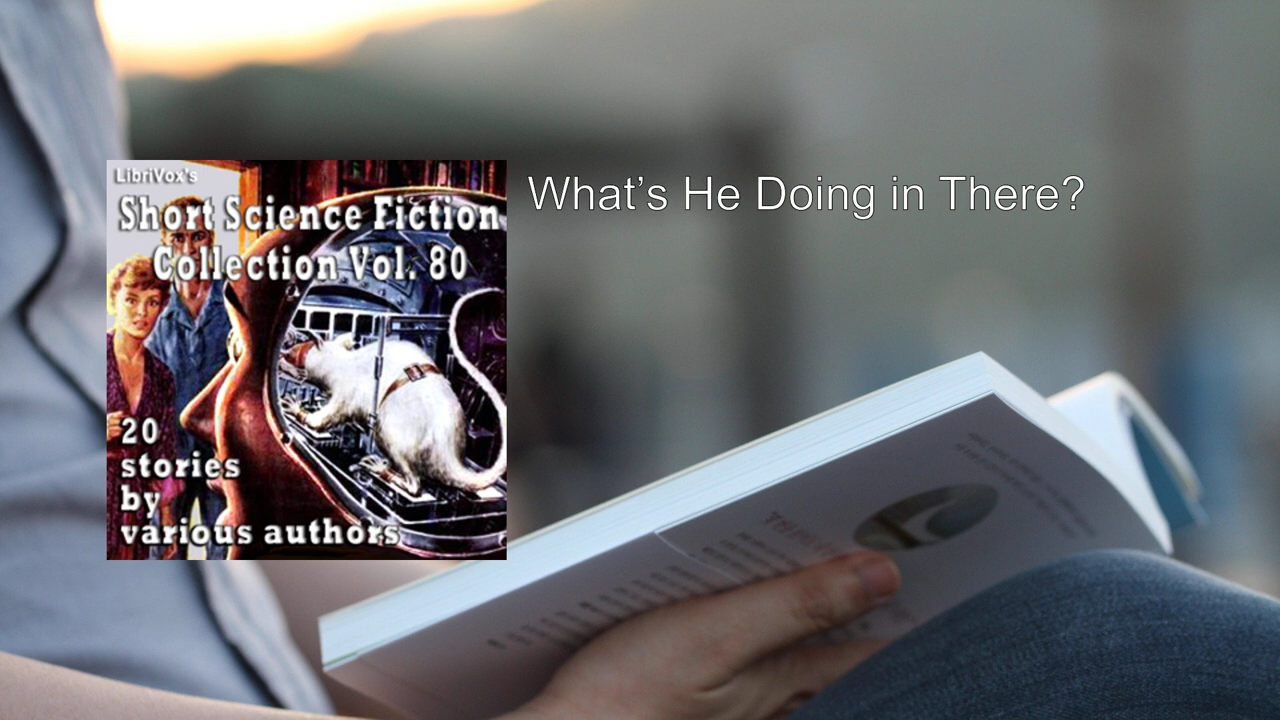 LibriVox's
Short Science Fiction
Collection Vol. 80
20
stories
by
various authors
What’s He Doing in There?